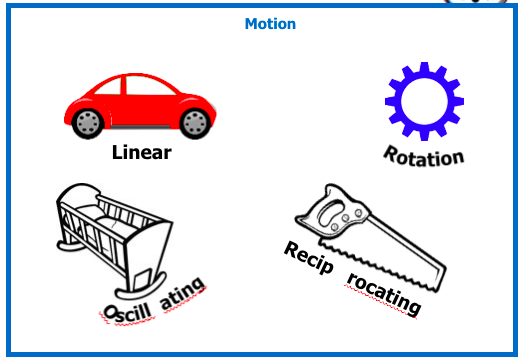 Motion
Linear
Rotation
Oscill ating
Recip rocating